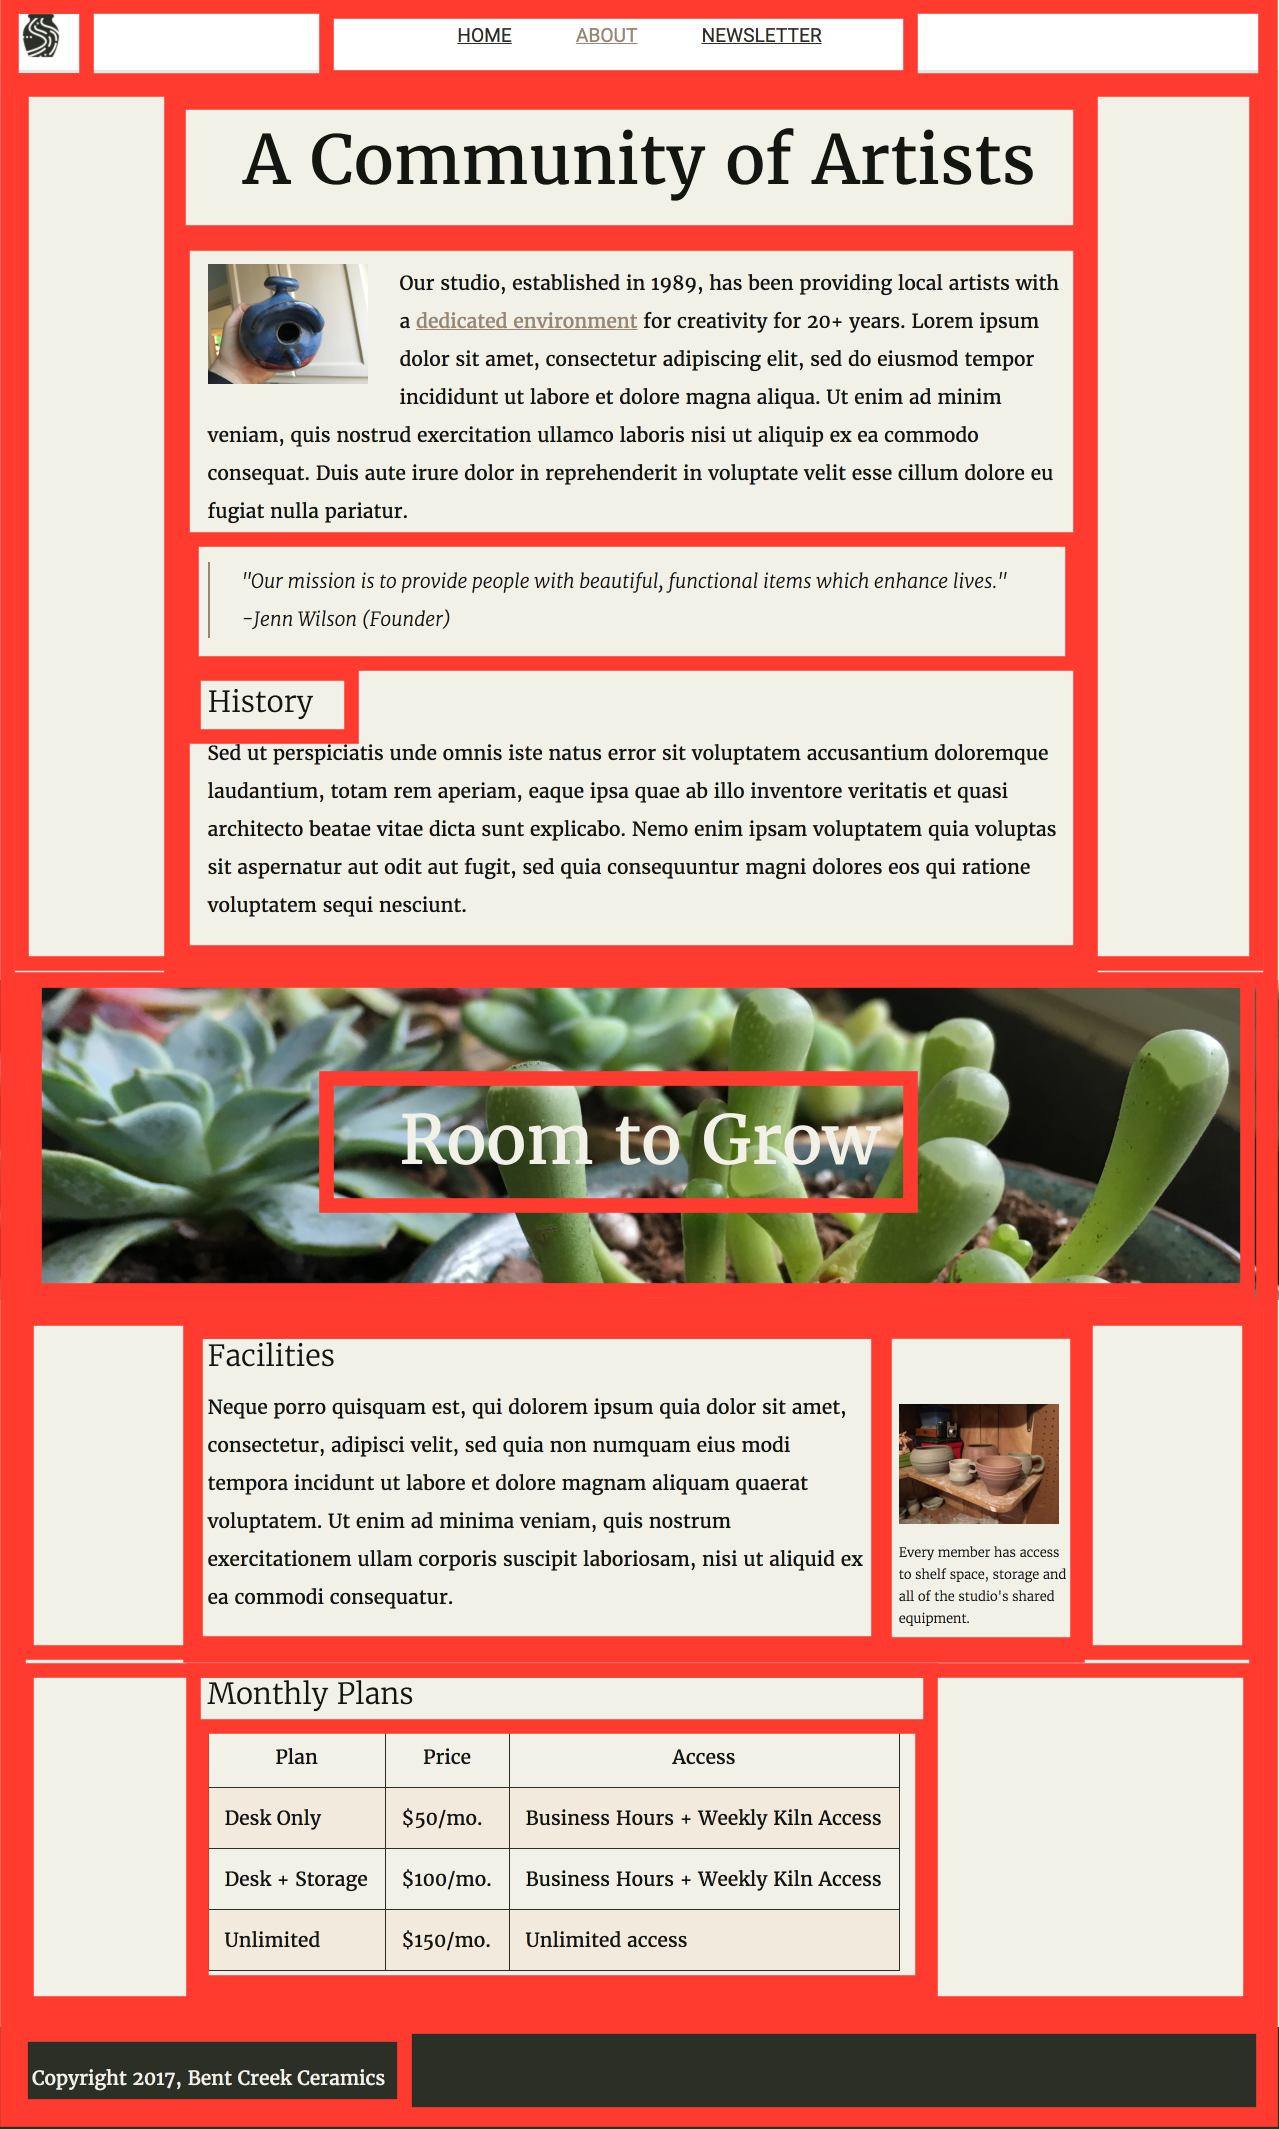 HOME ABOUT NEWSLETTER
A Community of Artists
Our studio, established in 1989, has been providing local artists with
a dedicated environment for creativity for 20+ years. Lorem ipsum
dolor sit amet, consectetur adipiscing elit, sed do eiusmod tempor
incididunt ut labore et dolore magna aliqua. Ut enim ad minim
veniam, quis nostrud exercitation ullamco laboris nisi ut aliquip ex ea commodo
consequat. Duis aute irure dolor in reprehenderit in voluptate velit esse cillum dolore eu
fugiat nulla pariatur.
"Our mission is to provide people with beautiful, functional items which enhance lives."
-Jenn Wilson (Founder)
History
Sed ut perspiciatis unde omnis iste natus error sit voluptatem accusantium doloremque
laudantium, totam rem aperiam, eaque ipsa quae ab illo inventore veritatis et quasi
architecto beatae vitae dicta sunt explicabo. Nemo enim ipsam voluptatem quia voluptas
sit aspernatur aut odit aut fugit, sed quia consequuntur magni dolores eos qui ratione
voluptatem sequi nesciunt.
Room to Grow
Facilities
Neque porro quisquam est, qui dolorem ipsum quia dolor sit amet,
consectetur, adipisci velit, sed quia non numquam eius modi
tempora incidunt ut labore et dolore magnam aliquam quaerat
voluptatem. Ut enim ad minima veniam, quis nostrum
exercitationem ullam corporis suscipit laboriosam, nisi ut aliquid ex
ea commodi consequatur.
Every member has access
to shelf space, storage and
all of the studio's shared
equipment.
Monthly Plans
Plan Price Access
Desk Only $50/mo. Business Hours + Weekly Kiln Access
Desk + Storage $100/mo. Business Hours + Weekly Kiln Access
Unlimited $150/mo. Unlimited access
Copyright 2017, Bent Creek Ceramics